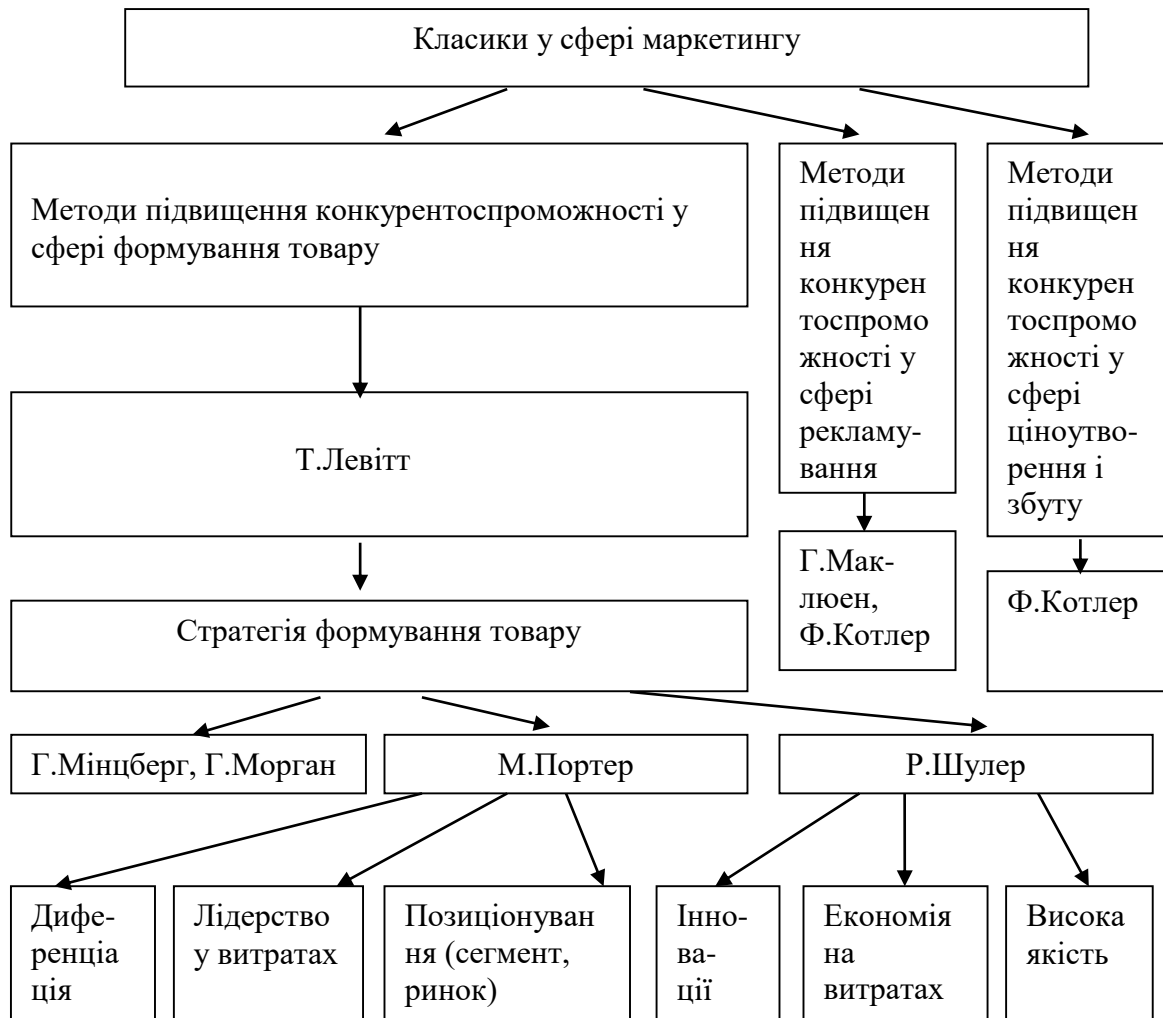 Класики у сфері маркетингу
Методи підвищення конкурентоспроможності у
сфері формування товару
Методи
підвищен
ня
конкурен
тоспромо
жності у
сфері
рекламу-
вання
Методи
підвищен
ня
конкурен
тоспромо
жності у
сфері
ціноутво-
рення і
збуту
Т.Левітт
Г.Мак-
люен,
Ф.Котлер
Ф.Котлер
Стратегія формування товару
Г.Мінцберг, Г.Морган
М.Портер
Р.Шулер
Дифе-
ренціа
ція
Лідерство
у витратах
Позиціонуван
ня (сегмент,
ринок)
Інно-
ва-
ції
Економія
на
витратах
Висока
якість